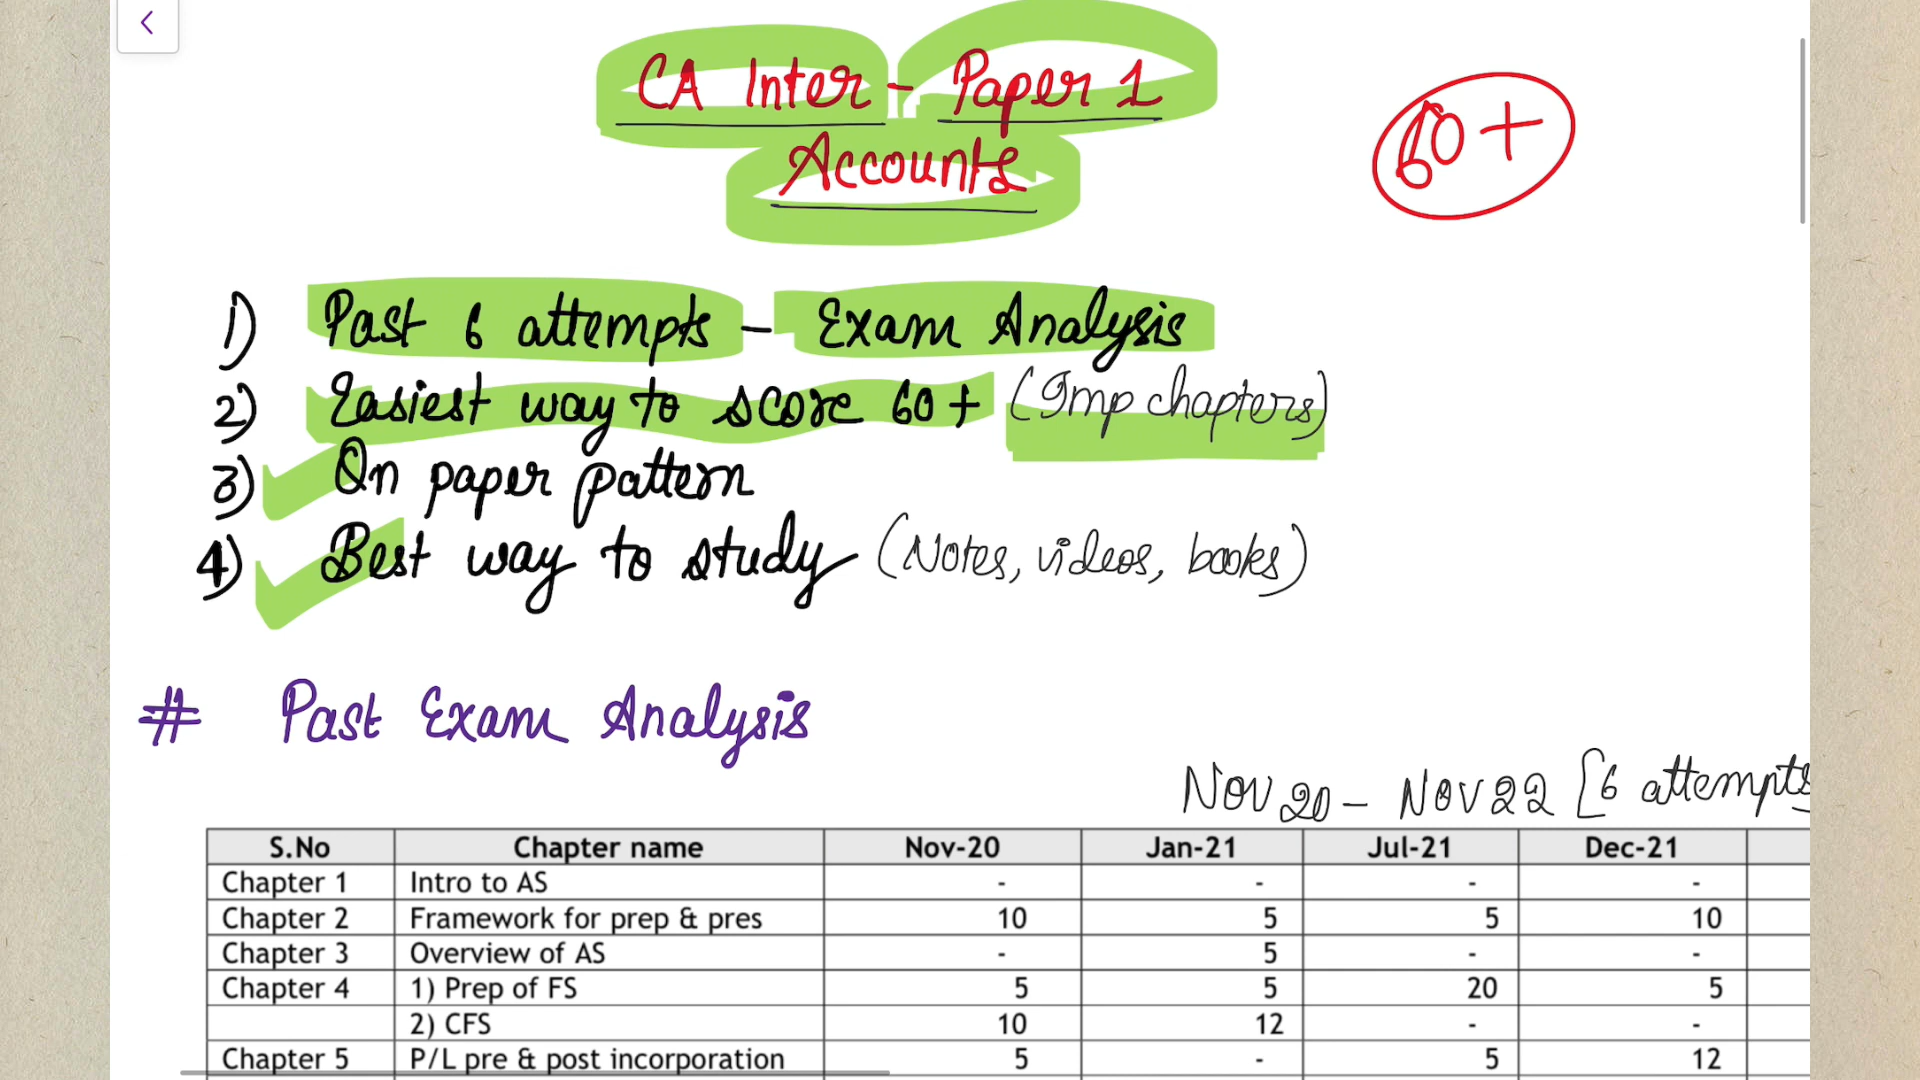 CA Inter - Paper 1
Accounts
60+
1) Past 6 attempts - Exam Analysis
2) Easiest way to score 60+ (Imp chapters)
3) Qn paper pattern
4) Best way to study (Notes, videos, books)
# Past Exam Analysis
Nov 20 - Nov 22 [6 attempts
S.No Chapter name Nov-20 Jan-21 Jul-21 Dec-21
Chapter 1 Intro to AS - - - -
Chapter 2 Framework for prep & pres 10 5 5 10
Chapter 3 Overview of AS - 5 - -
Chapter 4 1) Prep of FS 5 5 20 5
2) CFS 10 12 - -
Chapter 5 P/L pre & post incorporation 5 - 5 12